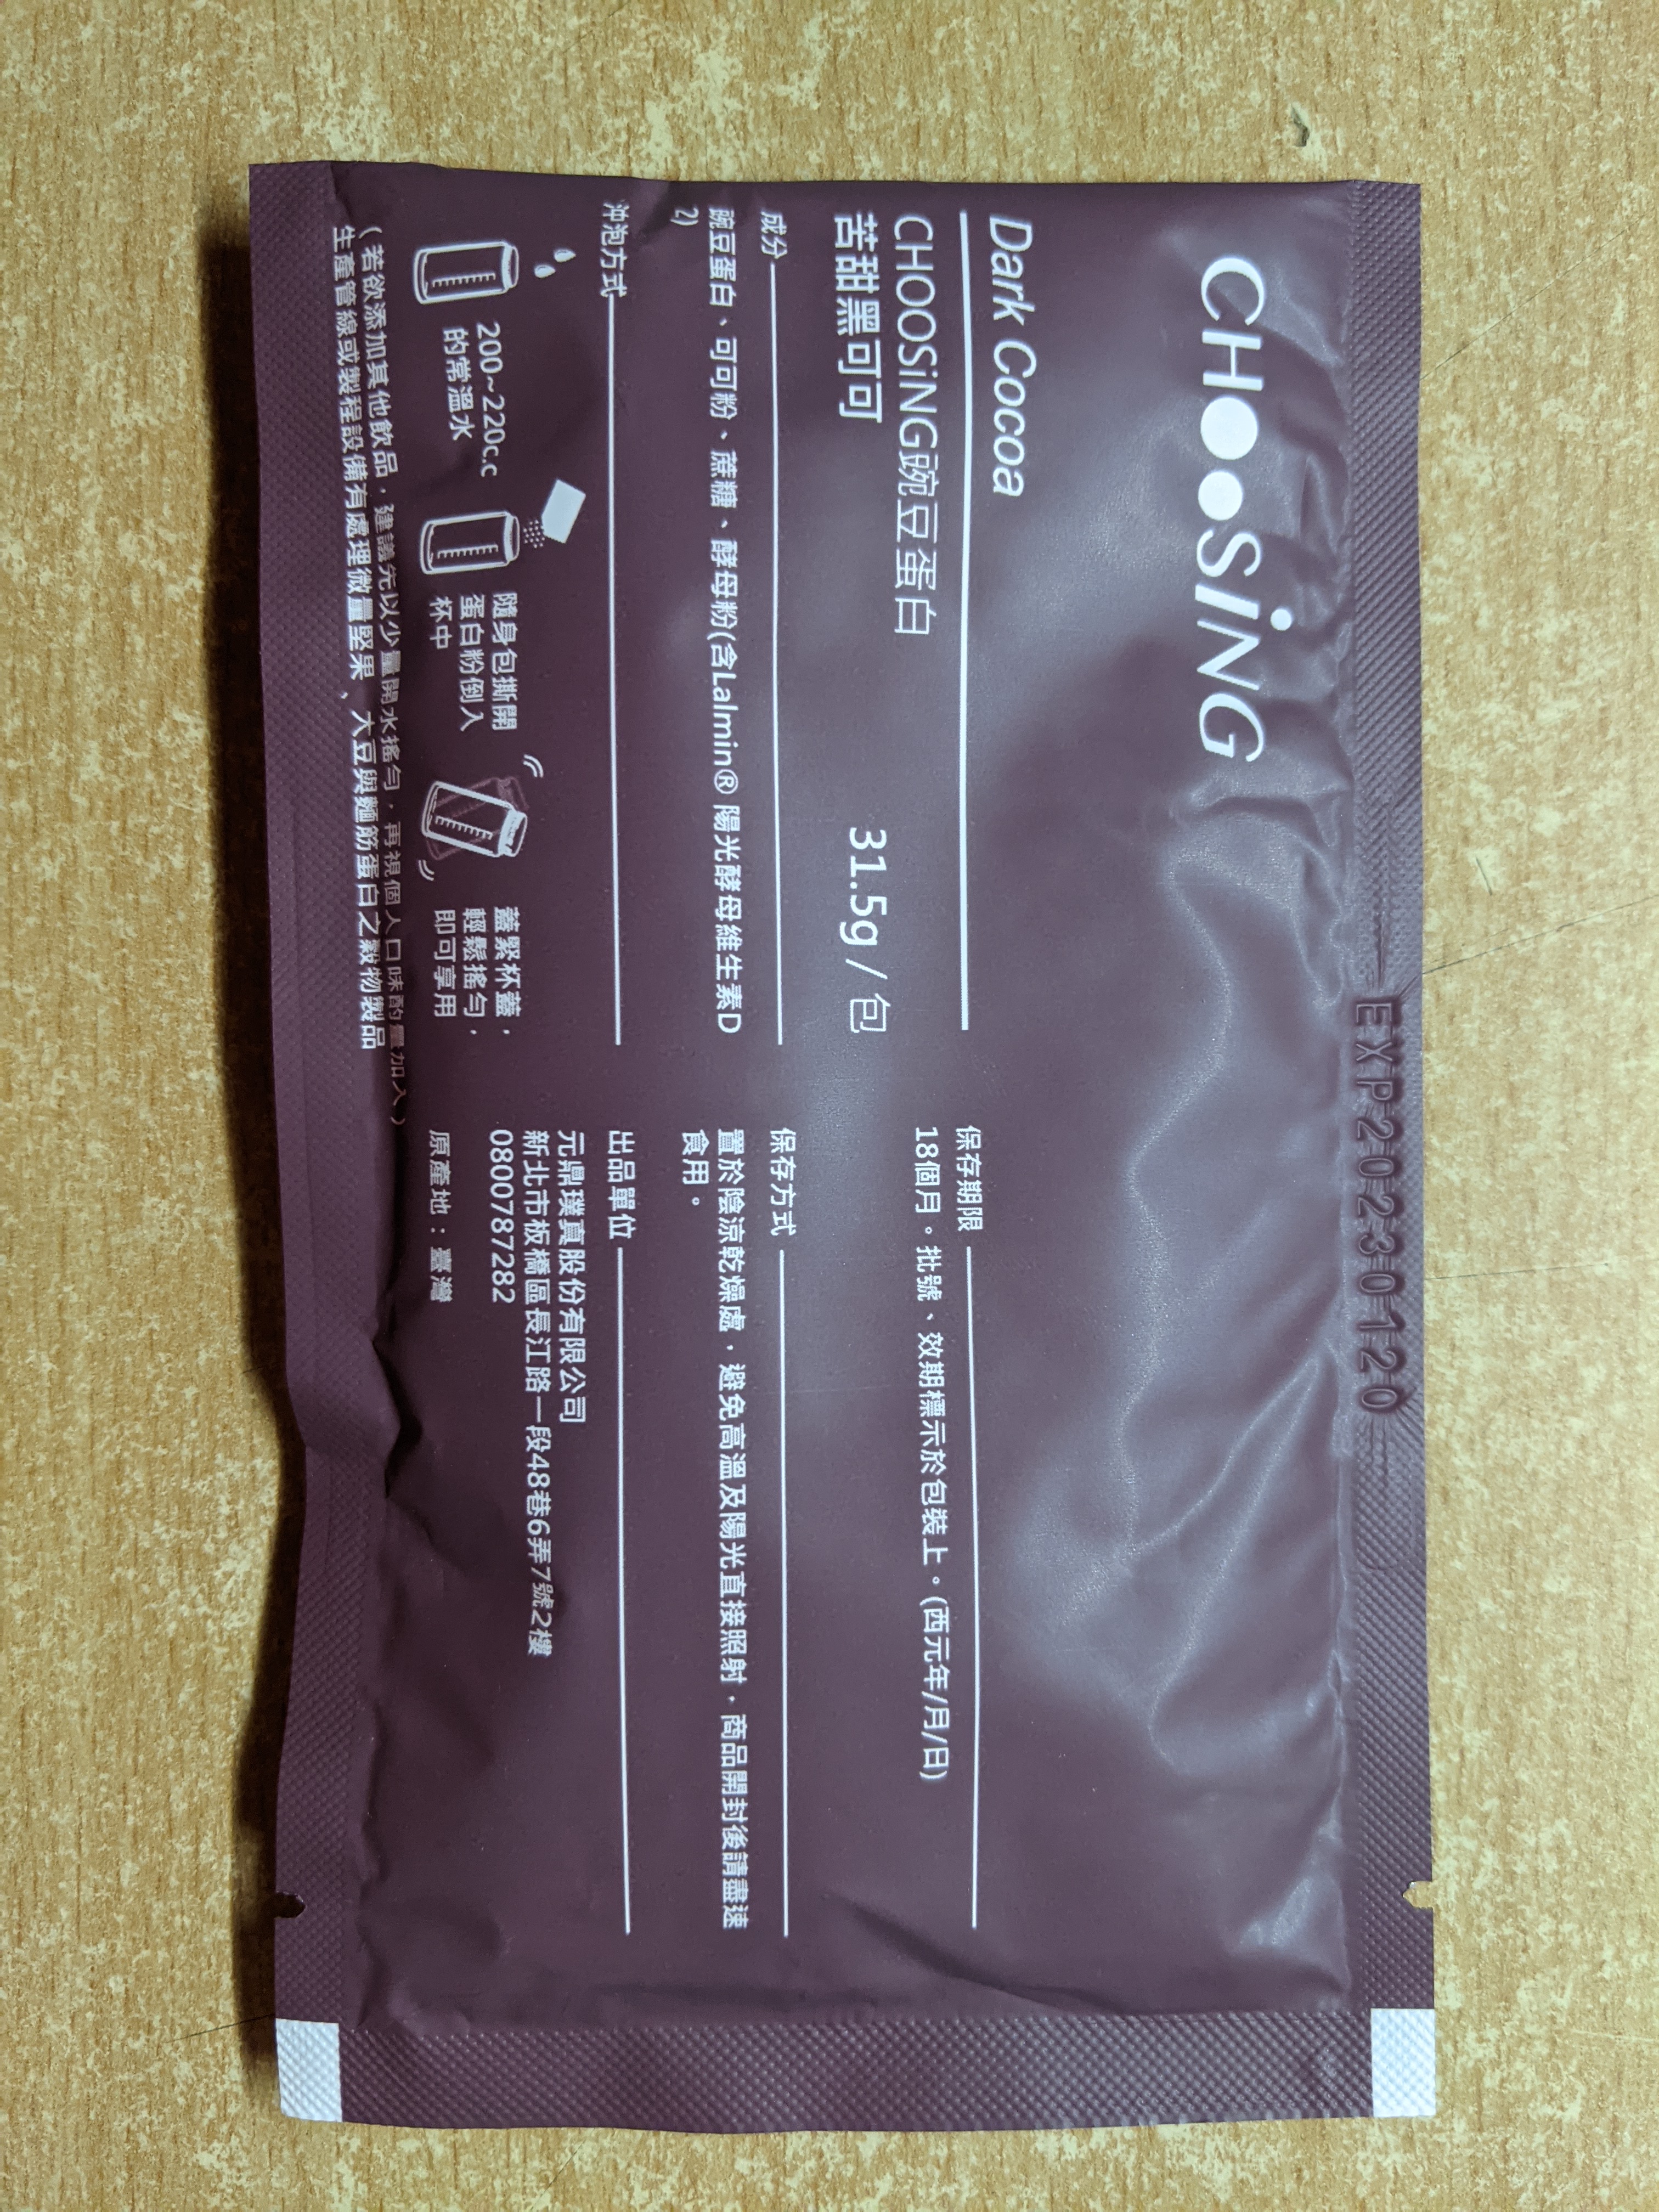 EXP20230120
CHOOSiNG
Dark Cocoa
CHOOSiNG豌豆蛋白
苦甜黑可可
31.5g / 包
成分
豌豆蛋白、可可粉、蔗糖、酵母粉(含Lalmin® 陽光酵母維生素D
2)
沖泡方式
200~220c.c
的常溫水
隨身包撕開
蛋白粉倒入
杯中
蓋緊杯蓋，
輕鬆搖勻，
即可享用
（若欲添加其他飲品，建議先以少量開水搖勻，再視個人口味酌量加入）
生產管線或製程設備有處理微量堅果、大豆與麵筋蛋白之穀物製品
保存期限
18個月。批號、效期標示於包裝上。(西元年/月/日)
保存方式
置於陰涼乾燥處，避免高溫及陽光直接照射，商品開封後請盡速
食用。
出品單位
元鼎璞真股份有限公司
新北市板橋區長江路一段48巷6弄7號2樓
0800787282
原產地：臺灣